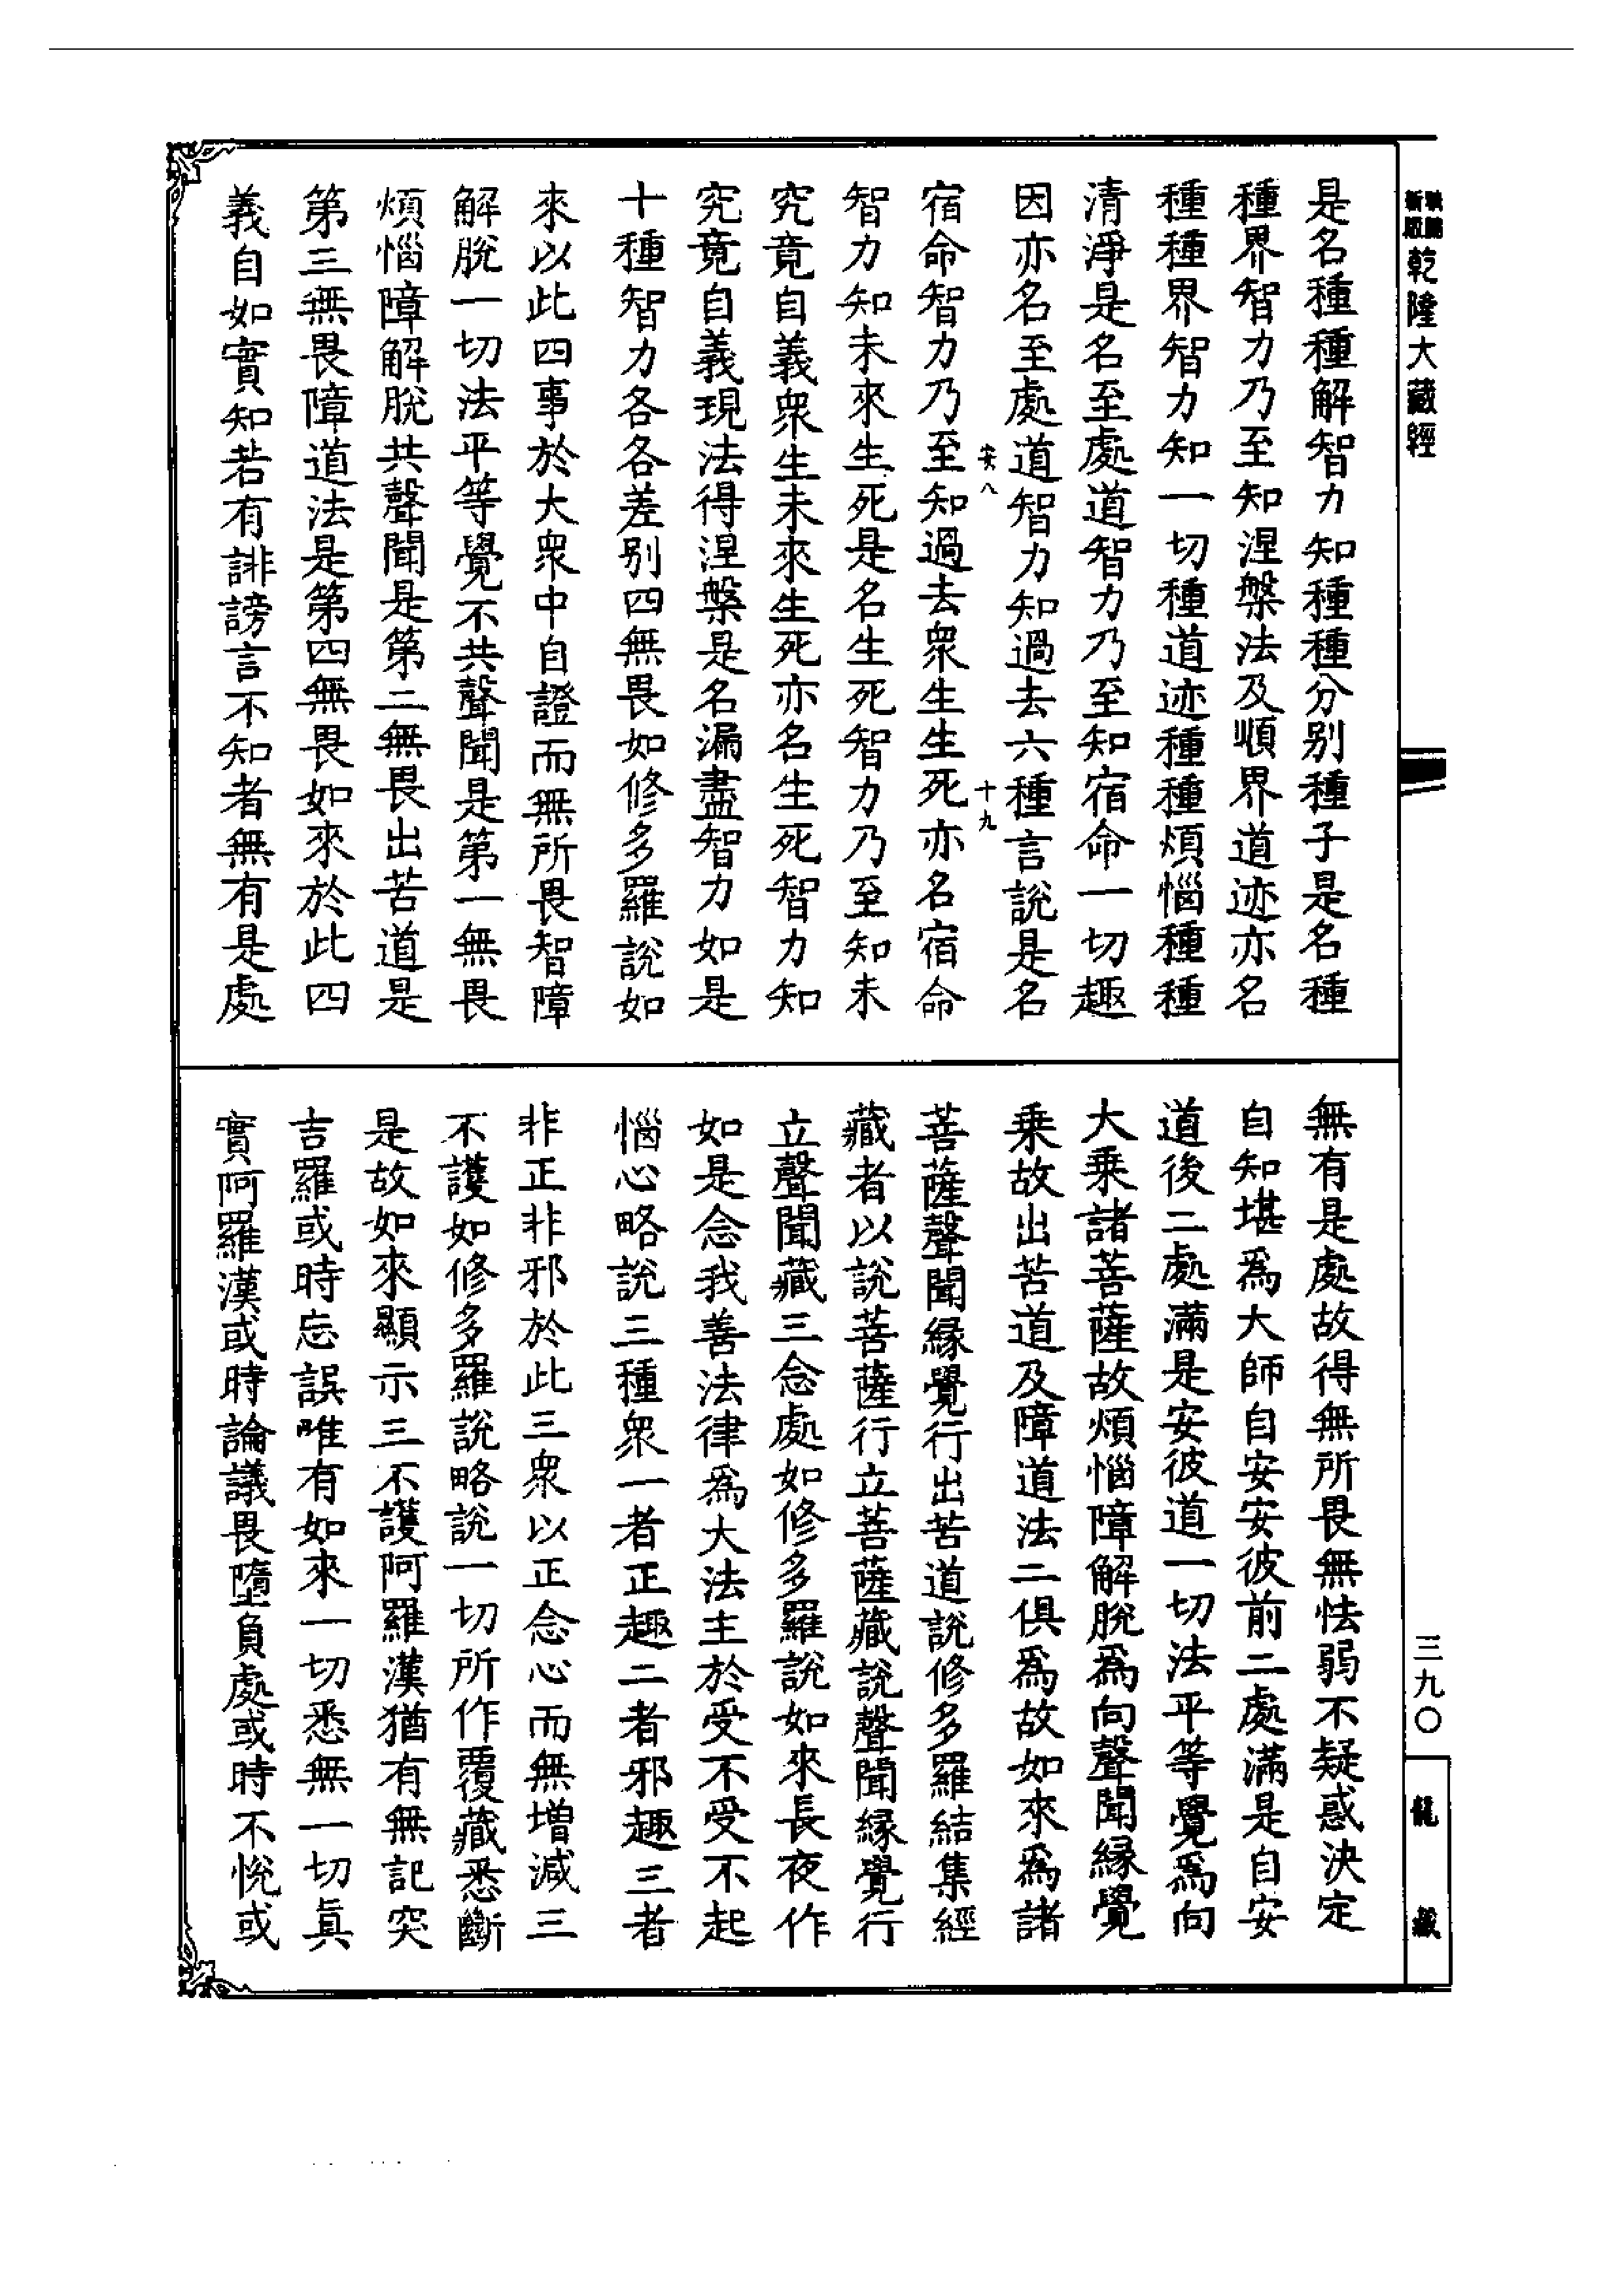 乾隆大藏經
是名種種解智力知種種分别種子是名種
種界智力乃至知涅槃法及順界道迹亦名
種種界智力知一切種道迹種種煩惱種種
清淨是名至處道智力乃至知宿命一切趣
因亦名至處道智力知過去六種言說是名
安八 十九
宿命智力乃至知過去衆生生死亦名宿命
智力知未來生死是名生死智力乃至知未
究竟自義衆生未來生死亦名生死智力知
究竟自義現法得涅槃是名漏盡智力如是
十種智力各各差别四無畏如修多羅說如
來以此四事於大衆中自證而無所畏智障
解脫一切法平等覺不共聲聞是第一無畏
煩惱障解脫共聲聞是第二無畏出苦道是
第三無畏障道法是第四無畏如來於此四
義自如實知若有誹謗言不知者無有是處
無有是處故得無所畏無怯弱不疑惑決定
自知堪爲大師自安安彼前二處滿是自安
道後二處滿是安彼道一切法平等覺爲向
大乘諸菩薩故煩惱障解脫爲向聲聞緣覺
乘故出苦道及障道法二俱爲故如來爲諸
菩薩聲聞緣覺行出苦道說修多羅結集經
藏者以說菩薩行立菩薩藏說聲聞緣覺行
立聲聞藏三念處如修多羅說如來長夜作
如是念我善法律爲大法主於受不受不起
惱心略說三種衆一者正趣二者邪趣三者
非正非邪於此三衆以正念心而無增減三
不護如修多羅說略說一切所作覆藏悉斷
是故如來顯示三不護阿羅漢猶有無記突
吉羅或時忘誤唯有如來一切悉無一切眞
實阿羅漢或時論議畏墮負處或時不悅或
三九〇
龍藏